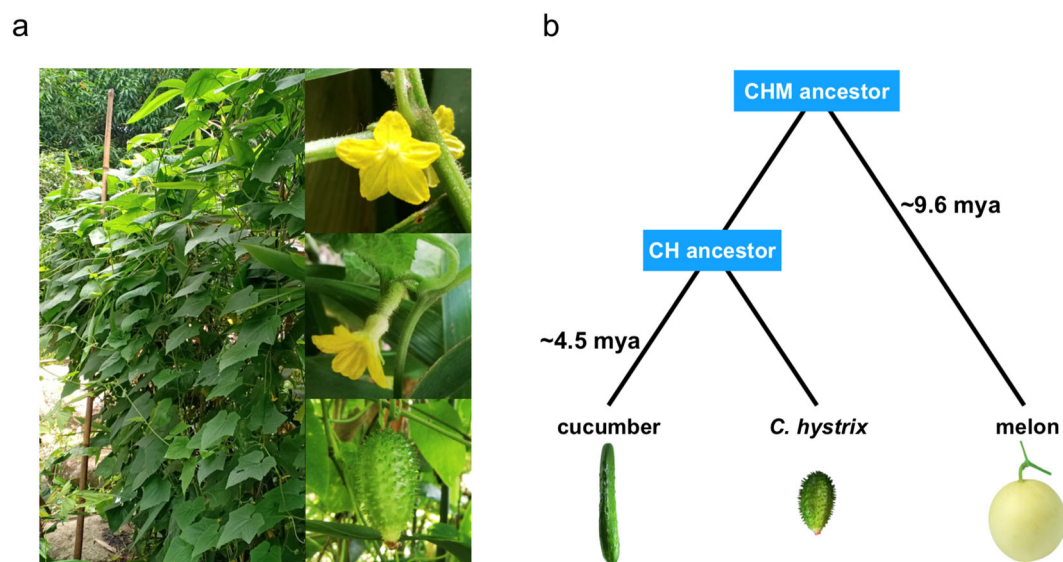 a
b
CHM ancestor
~9.6 mya
CH ancestor
~4.5 mya
cucumber
C. hystrix
melon